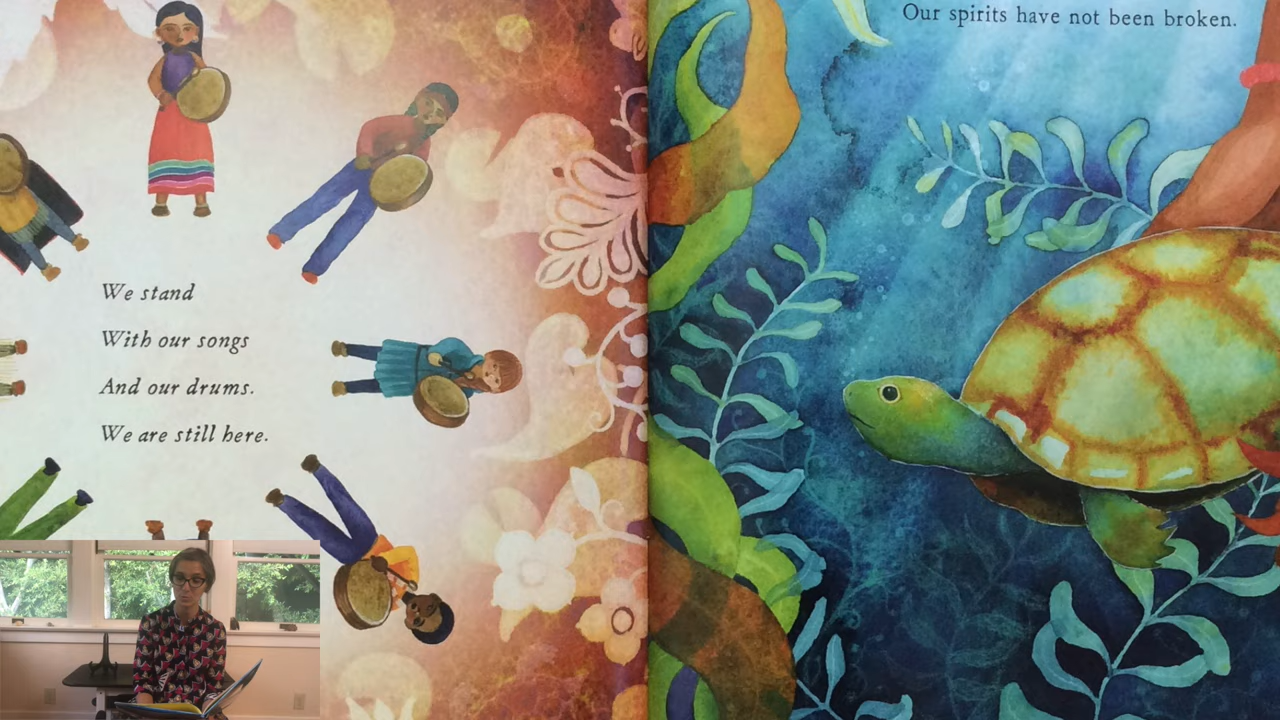 We stand
With our songs
And our drums.
We are still here.
Our spirits have not been broken.